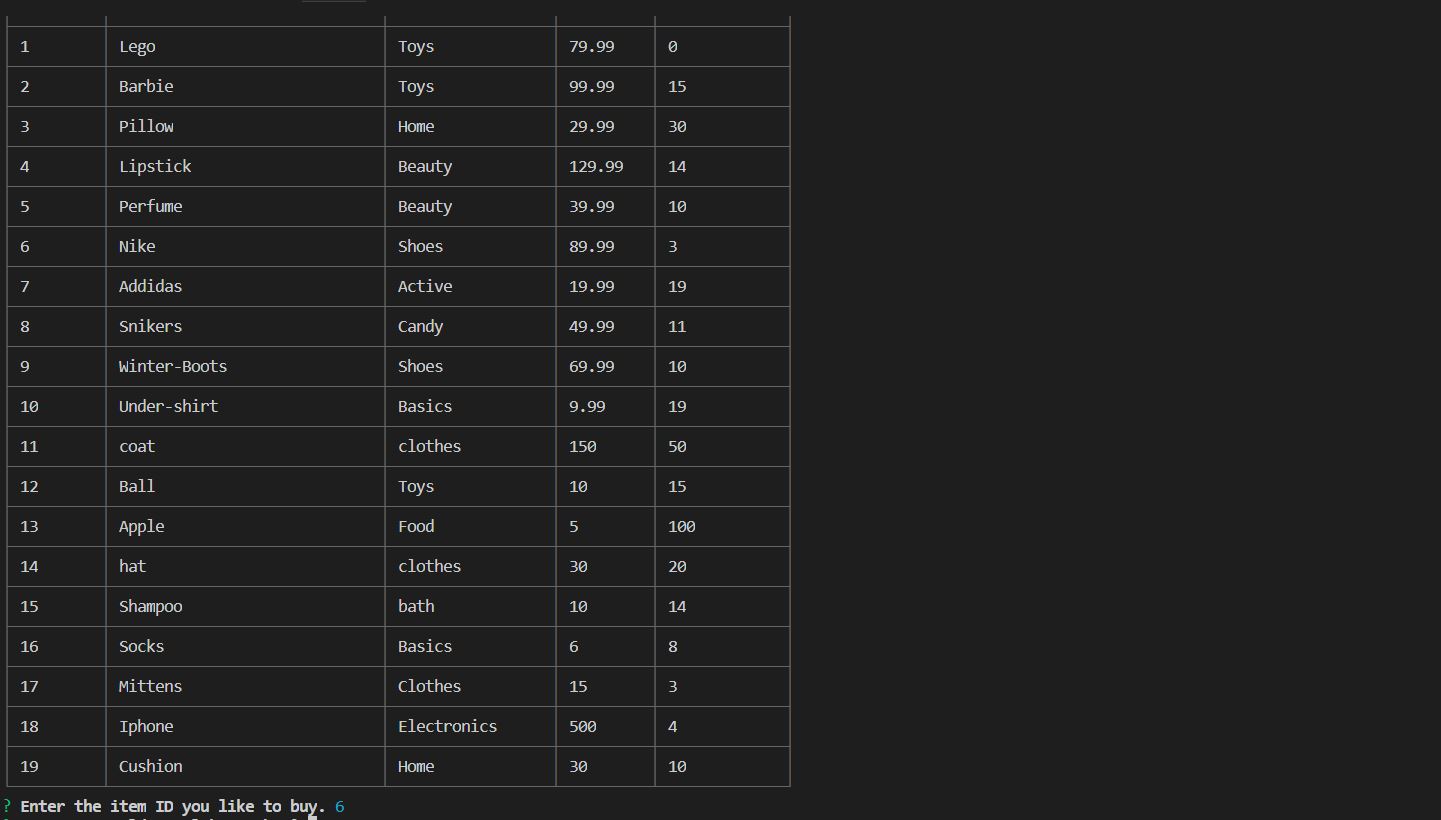 1 Lego Toys 79.99 0
2 Barbie Toys 99.99 15
3 Pillow Home 29.99 30
4 Lipstick Beauty 129.99 14
5 Perfume Beauty 39.99 10
6 Nike Shoes 89.99 3
7 Addidas Active 19.99 19
8 Snikers Candy 49.99 11
9 Winter-Boots Shoes 69.99 10
10 Under-shirt Basics 9.99 19
11 coat clothes 150 50
12 Ball Toys 10 15
13 Apple Food 5 100
14 hat clothes 30 20
15 Shampoo bath 10 14
16 Socks Basics 6 8
17 Mittens Clothes 15 3
18 Iphone Electronics 500 4
19 Cushion Home 30 10
? Enter the item ID you like to buy. 6